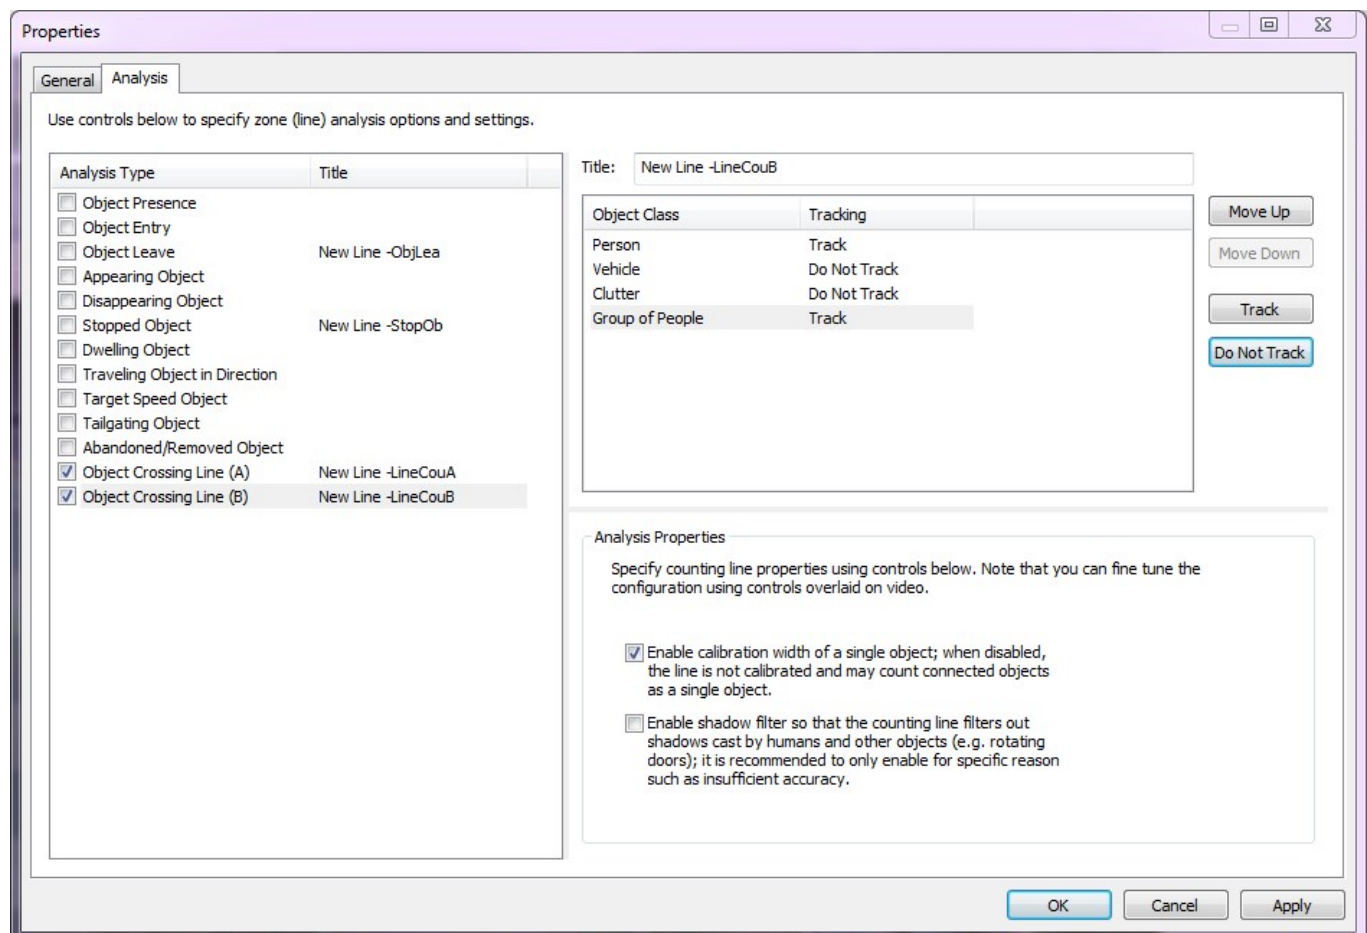 Properties
General Analysis
Use controls below to specify zone (line) analysis options and settings.
Analysis Type Title
Object Presence
Object Entry
Object Leave New Line -ObjLea
Appearing Object
Disappearing Object
Stopped Object New Line -StopOb
Dwelling Object
Traveling Object in Direction
Target Speed Object
Tailgating Object
Abandoned/Removed Object
Object Crossing Line (A) New Line -LineCouA
Object Crossing Line (B) New Line -LineCouB
Title: New Line -LineCouB
Object Class Tracking
Person Track
Vehicle Do Not Track
Clutter Do Not Track
Group of People Track
Move Up
Move Down
Track
Do Not Track
Analysis Properties
Specify counting line properties using controls below. Note that you can fine tune the
configuration using controls overlaid on video.
Enable calibration width of a single object; when disabled,
the line is not calibrated and may count connected objects
as a single object.
Enable shadow filter so that the counting line filters out
shadows cast by humans and other objects (e.g. rotating
doors); it is recommended to only enable for specific reason
such as insufficient accuracy.
OK Cancel Apply